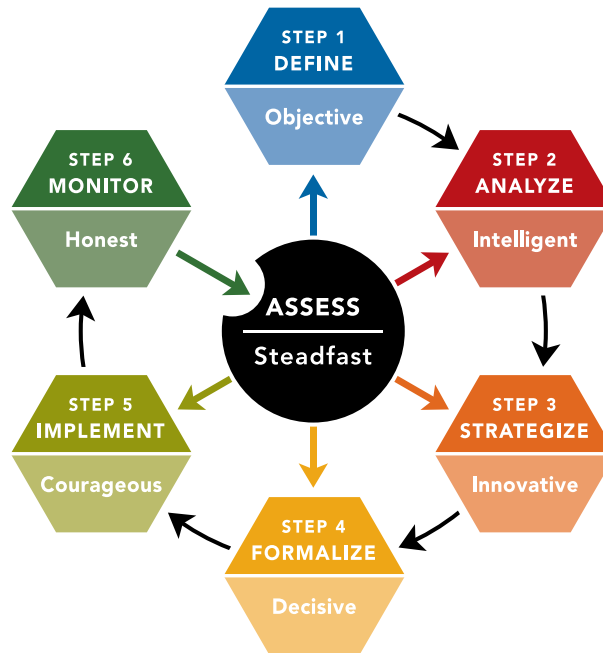 STEP 1
DEFINE
Objective
STEP 2
ANALYZE
Intelligent
STEP 3
STRATEGIZE
Innovative
STEP 4
FORMALIZE
Decisive
STEP 5
IMPLEMENT
Courageous
STEP 6
MONITOR
Honest
ASSESS
Steadfast